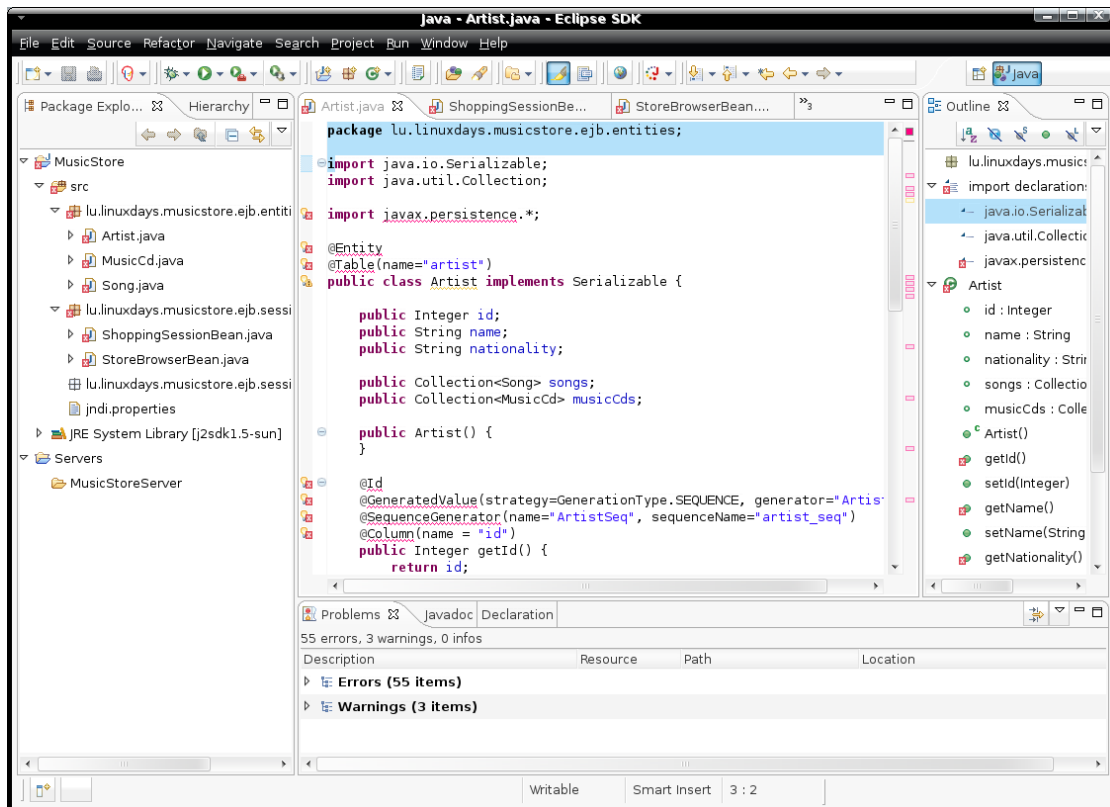 Java - Artist.java - Eclipse SDK
File Edit Source Refactor Navigate Search Project Run Window Help
Java
Package Explo...
Hierarchy
MusicStore
src
lu.linuxdays.musicstore.ejb.entiti
Artist.java
MusicCd.java
Song.java
lu.linuxdays.musicstore.ejb.sessi
ShoppingSessionBean.java
StoreBrowserBean.java
lu.linuxdays.musicstore.ejb.sessi
jndi.properties
JRE System Library [j2sdk1.5-sun]
Servers
MusicStoreServer
Artist.java
ShoppingSessionBe...
StoreBrowserBean....
»3
package lu.linuxdays.musicstore.ejb.entities;
import java.io.Serializable;
import java.util.Collection;
import javax.persistence.*;
@Entity
@Table(name="artist")
public class Artist implements Serializable {
public Integer id;
public String name;
public String nationality;
public Collection<Song> songs;
public Collection<MusicCd> musicCds;
public Artist() {
}
@Id
@GeneratedValue(strategy=GenerationType.SEQUENCE, generator="Artis
@SequenceGenerator(name="ArtistSeq", sequenceName="artist_seq")
@Column(name = "id")
public Integer getId() {
return id;
Outline
lu.linuxdays.musics
import declarations
java.io.Serializab
java.util.Collectic
javax.persistenc
Artist
id : Integer
name : String
nationality : Strir
songs : Collectio
musicCds : Colle
Artist()
getId()
setId(Integer)
getName()
setName(String
getNationality()
Problems
Javadoc
Declaration
55 errors, 3 warnings, 0 infos
Description Resource Path Location
Errors (55 items)
Warnings (3 items)
Writable
Smart Insert
3 : 2